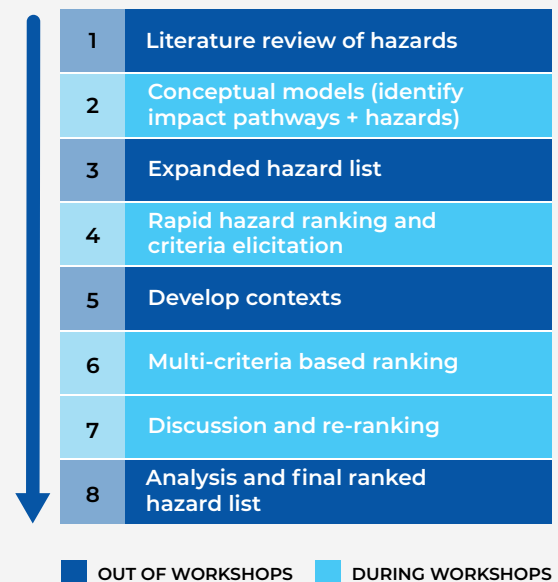 1
Literature review of hazards
2
Conceptual models (identify
impact pathways + hazards)
3
Expanded hazard list
4
Rapid hazard ranking and
criteria elicitation
5
Develop contexts
6
Multi-criteria based ranking
7
Discussion and re-ranking
8
Analysis and final ranked
hazard list
OUT OF WORKSHOPS
DURING WORKSHOPS